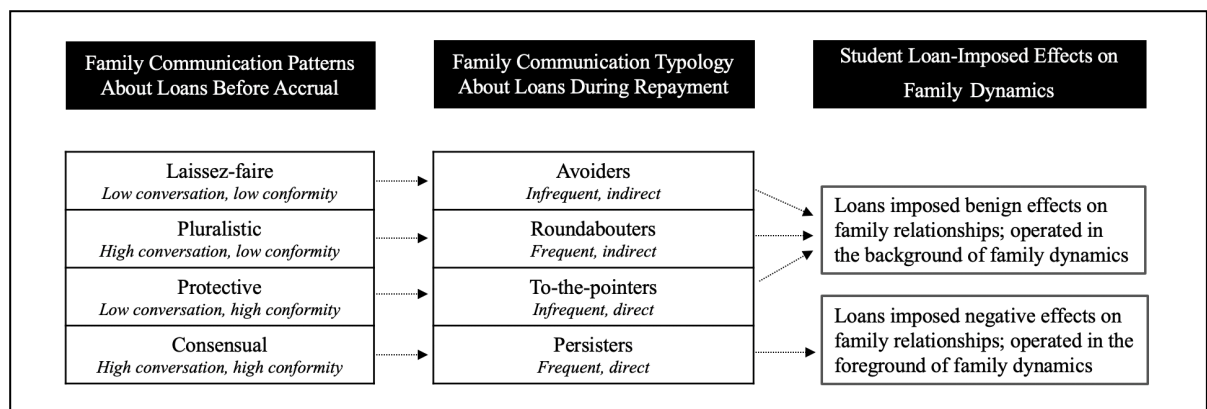 Family Communication Patterns
About Loans Before Accrual
Family Communication Typology
About Loans During Repayment
Student Loan-Imposed Effects on
Family Dynamics
Laissez-faire
Low conversation, low conformity
Pluralistic
High conversation, low conformity
Protective
Low conversation, high conformity
Consensual
High conversation, high conformity
Avoiders
Infrequent, indirect
Roundabouters
Frequent, indirect
To-the-pointers
Infrequent, direct
Persisters
Frequent, direct
Loans imposed benign effects on
family relationships; operated in
the background of family dynamics
Loans imposed negative effects on
family relationships; operated in the
foreground of family dynamics